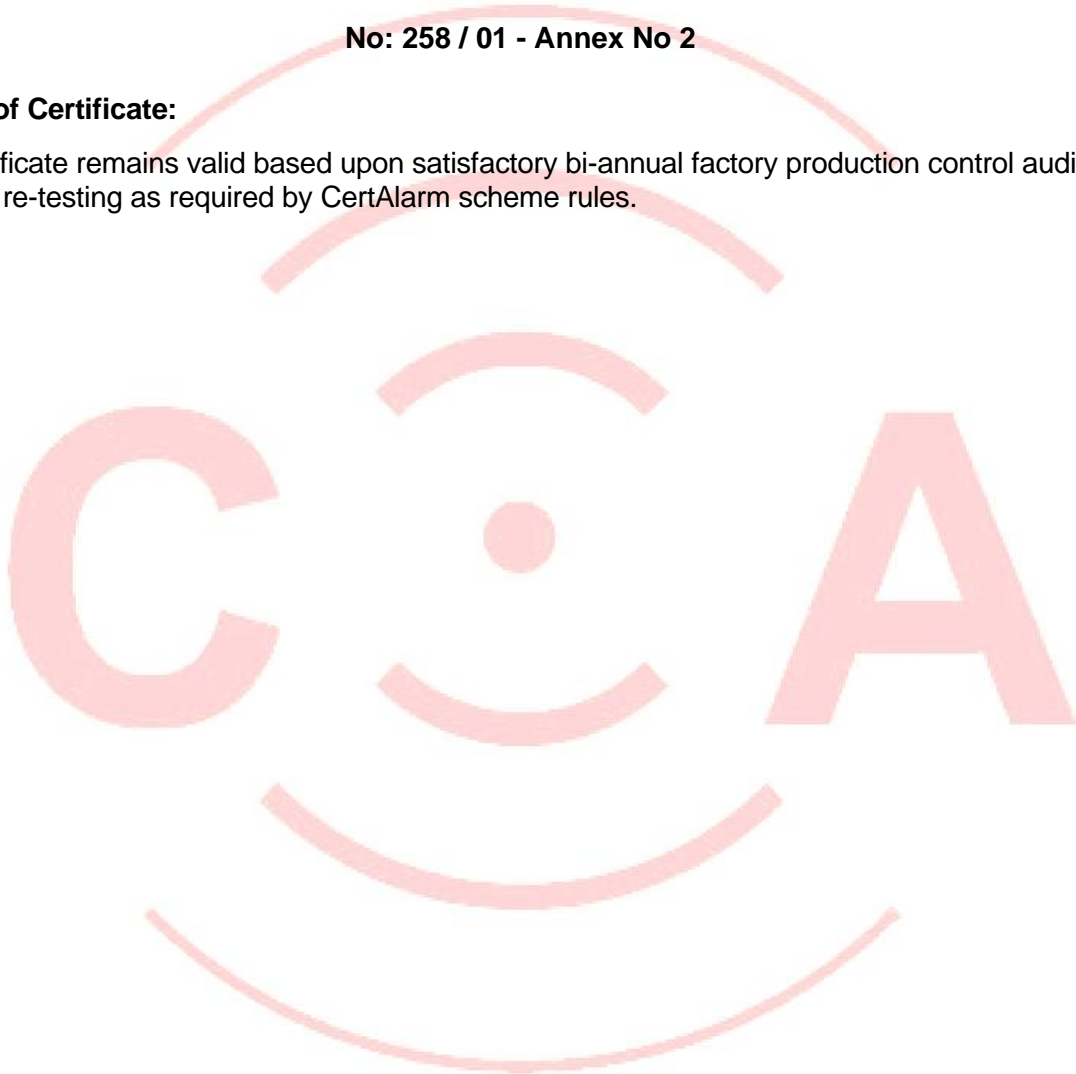 No: 258 / 01 - Annex No 2
of Certificate:
ficate remains valid based upon satisfactory bi-annual factory production control audi
re-testing as required by CertAlarm scheme rules.
C A